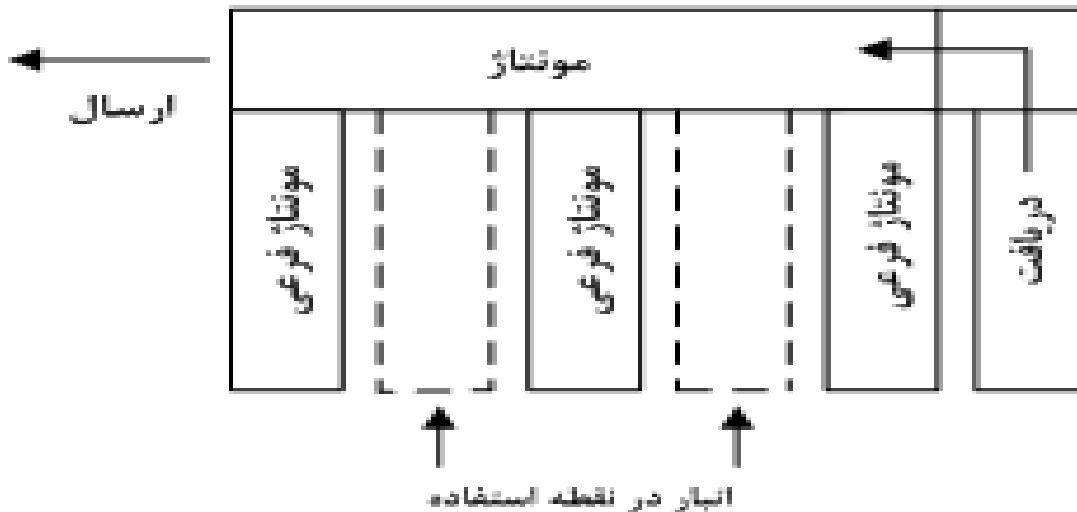 مونتاژ
ارسال
دریافت
مونتاژ فرعی
مونتاژ فرعی
مونتاژ فرعی
انبار در نقطه استفاده